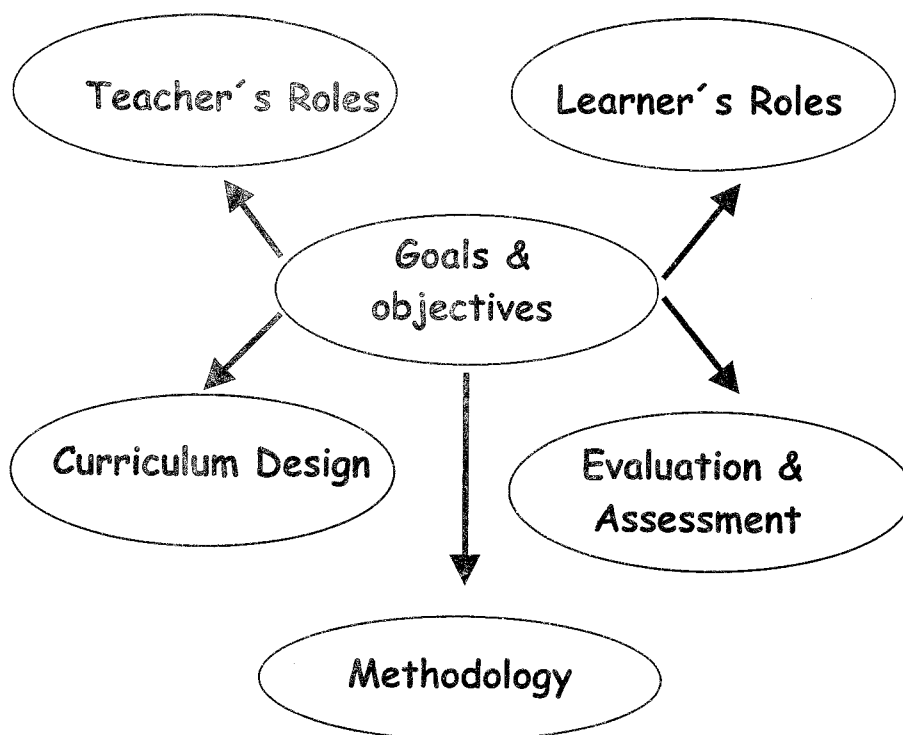 Teacher´s Roles
Learner´s Roles
Goals &
objectives
Curriculum Design
Evaluation &
Assessment
Methodology